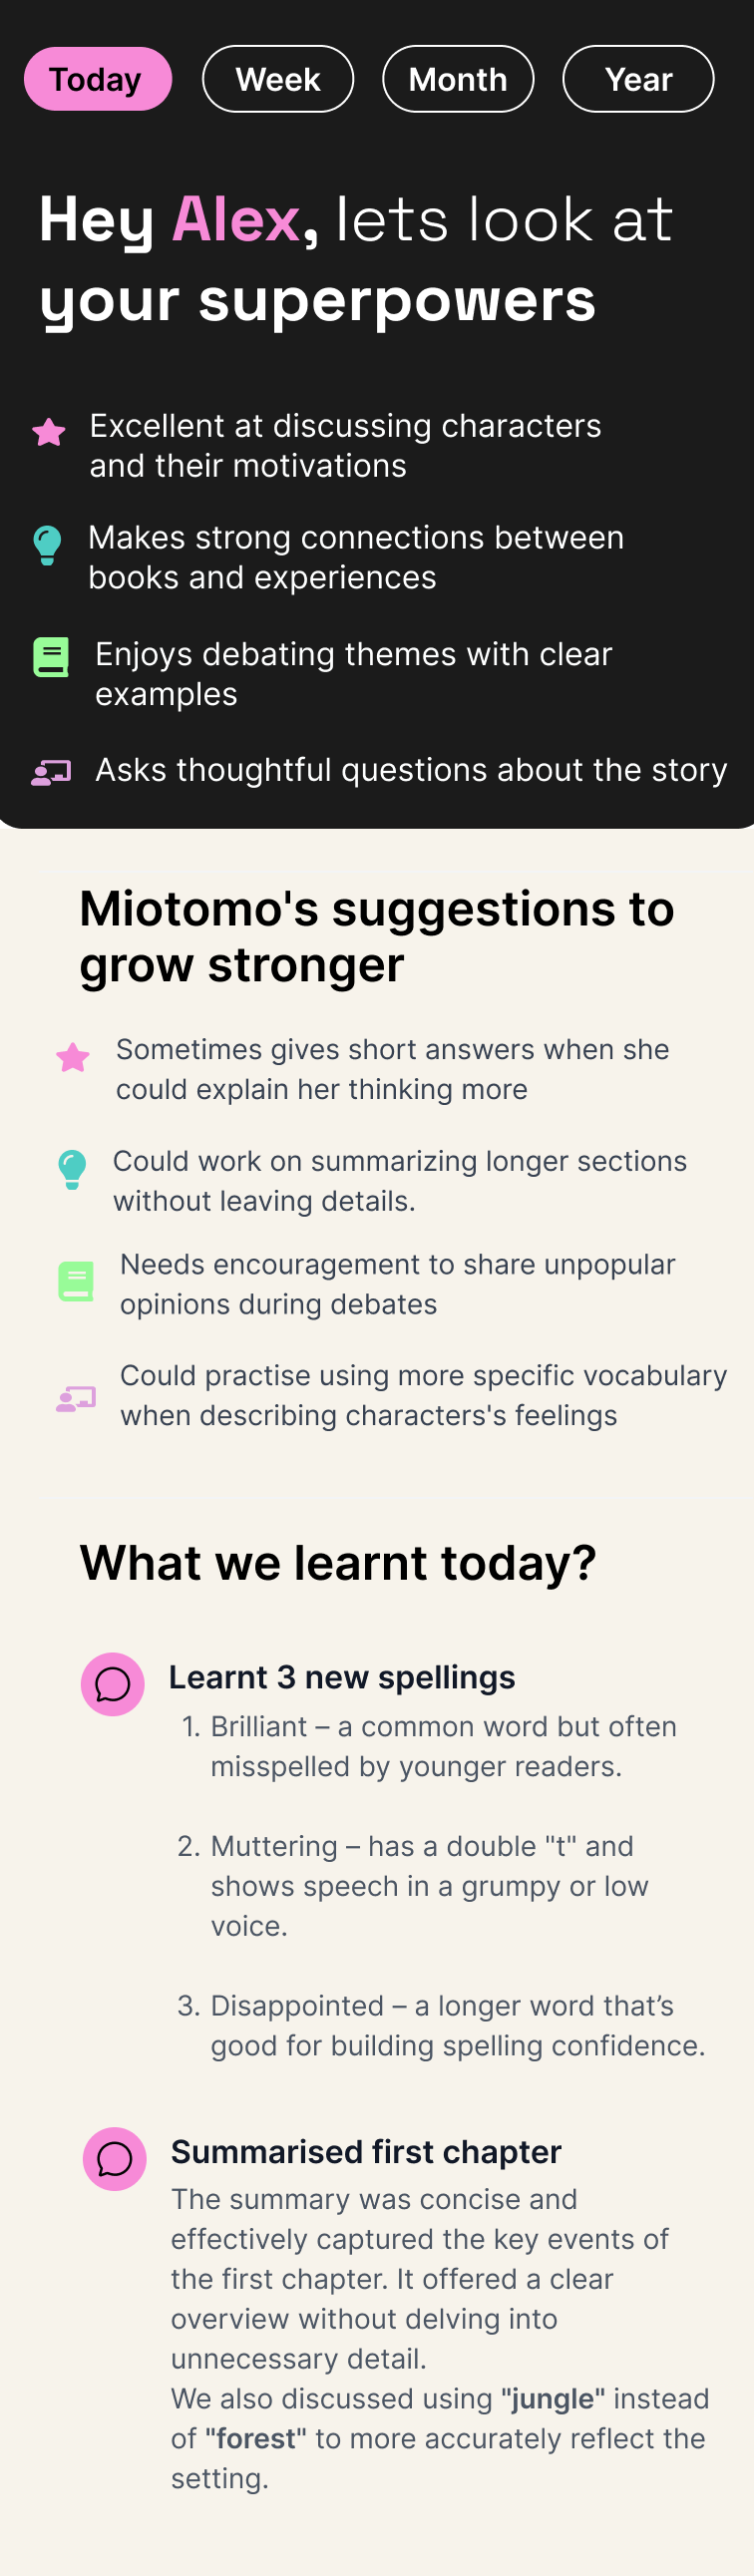 Today Week Month Year
Hey Alex, lets look at
your superpowers
Excellent at discussing characters
and their motivations
Makes strong connections between
books and experiences
Enjoys debating themes with clear
examples
Asks thoughtful questions about the story
Miotomo's suggestions to
grow stronger
Sometimes gives short answers when she
could explain her thinking more
Could work on summarizing longer sections
without leaving details.
Needs encouragement to share unpopular
opinions during debates
Could practise using more specific vocabulary
when describing characters's feelings
What we learnt today?
Learnt 3 new spellings
1. Brilliant – a common word but often
misspelled by younger readers.
2. Muttering – has a double "t" and
shows speech in a grumpy or low
voice.
3. Disappointed – a longer word that’s
good for building spelling confidence.
Summarised first chapter
The summary was concise and
effectively captured the key events of
the first chapter. It offered a clear
overview without delving into
unnecessary detail.
We also discussed using "jungle" instead
of "forest" to more accurately reflect the
setting.